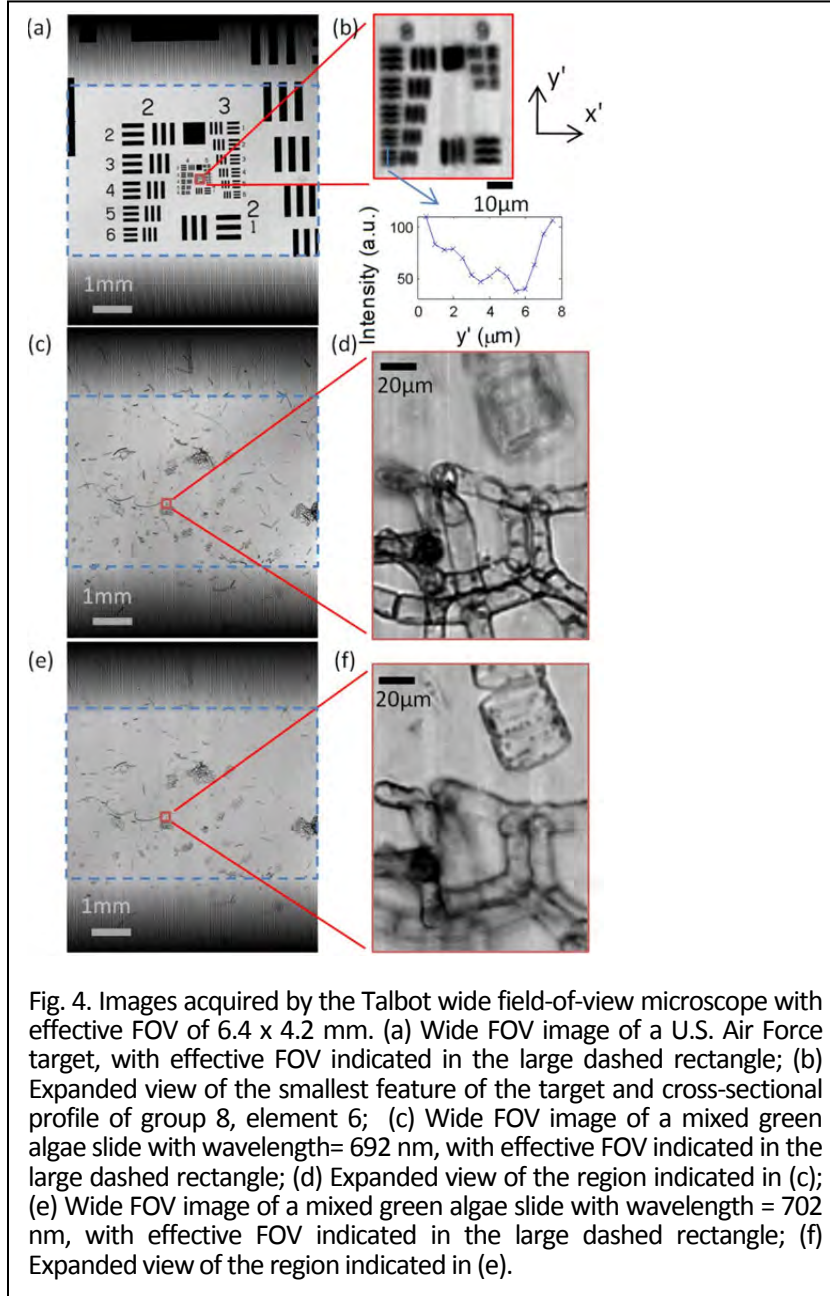 (a)
(b)
2 3
2
3
4
5
6
2
1
1mm
y'
x'
10µm
Intensity (a.u.)
100
50
0 2 4 6 8
y' (µm)
(c)
1mm
(d)
20µm
(e)
1mm
(f)
20µm
Fig. 4. Images acquired by the Talbot wide field-of-view microscope with
effective FOV of 6.4 x 4.2 mm. (a) Wide FOV image of a U.S. Air Force
target, with effective FOV indicated in the large dashed rectangle; (b)
Expanded view of the smallest feature of the target and cross-sectional
profile of group 8, element 6; (c) Wide FOV image of a mixed green
algae slide with wavelength= 692 nm, with effective FOV indicated in the
large dashed rectangle; (d) Expanded view of the region indicated in (c);
(e) Wide FOV image of a mixed green algae slide with wavelength = 702
nm, with effective FOV indicated in the large dashed rectangle; (f)
Expanded view of the region indicated in (e).